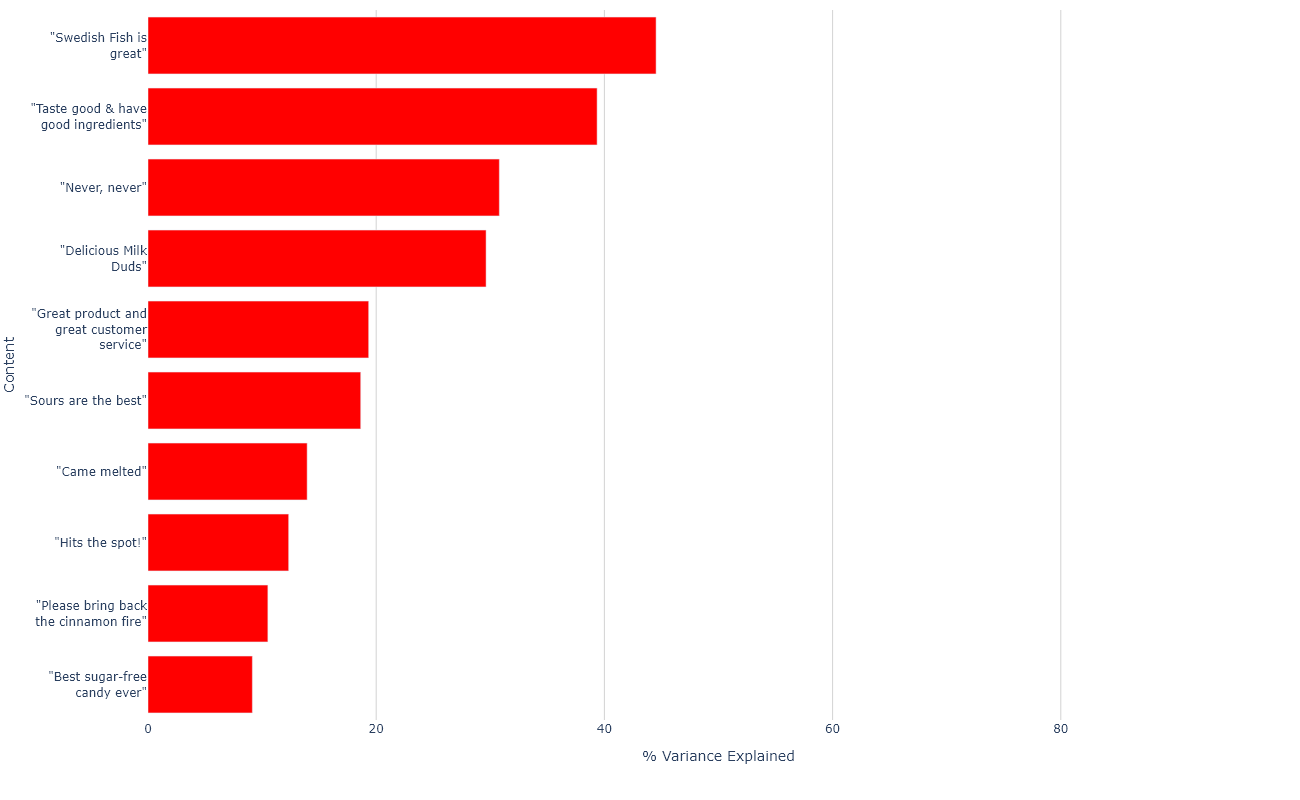 "Swedish Fish is
great"
"Taste good & have
good ingredients"
"Never, never"
"Delicious Milk
Duds"
"Great product and
great customer
service"
"Sours are the best"
"Came melted"
"Hits the spot!"
"Please bring back
the cinnamon fire"
"Best sugar-free
candy ever"
Content
0 20 40 60 80
% Variance Explained